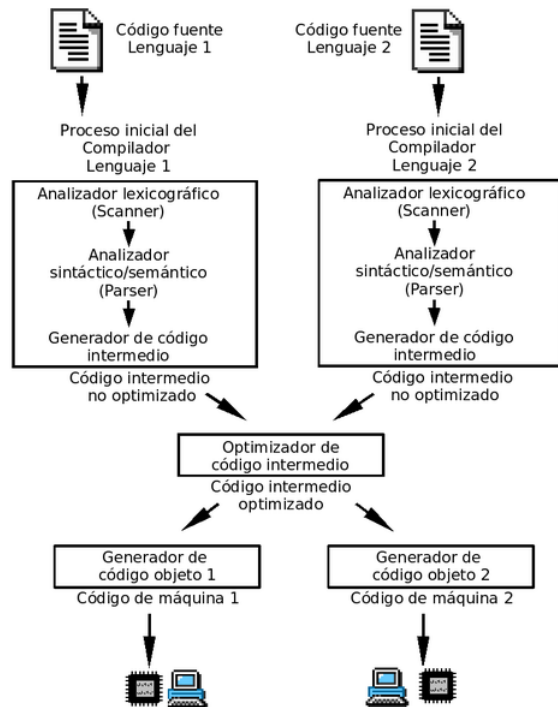 Código fuente
Lenguaje 1
Código fuente
Lenguaje 2
Proceso inicial del
Compilador
Lenguaje 1
Proceso inicial del
Compilador
Lenguaje 2
Analizador lexicográfico
(Scanner)
Analizador
sintáctico/semántico
(Parser)
Generador de código
intermedio
Analizador lexicográfico
(Scanner)
Analizador
sintáctico/semántico
(Parser)
Generador de código
intermedio
Código intermedio
no optimizado
Código intermedio
no optimizado
Optimizador de
código intermedio
Código intermedio
optimizado
Generador de
código objeto 1
Código de máquina 1
Generador de
código objeto 2
Código de máquina 2